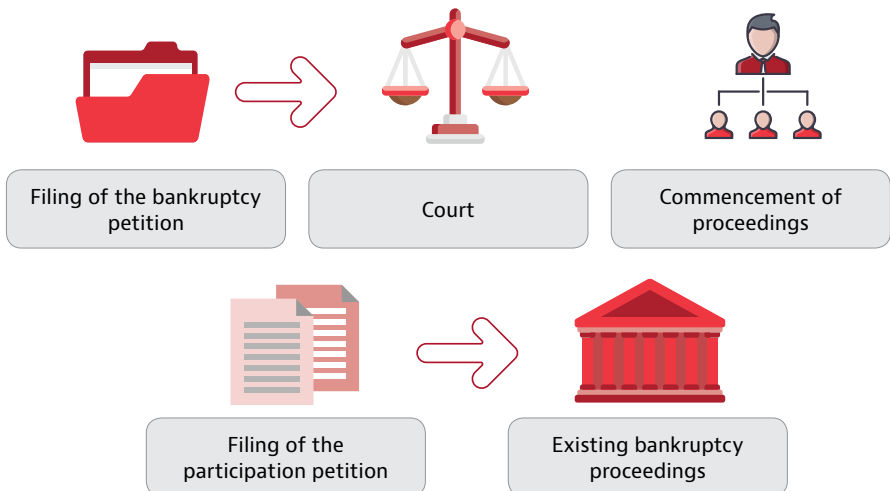 Filing of the bankruptcy
petition
Court
Commencement of
proceedings
Filing of the
participation petition
Existing bankruptcy
proceedings